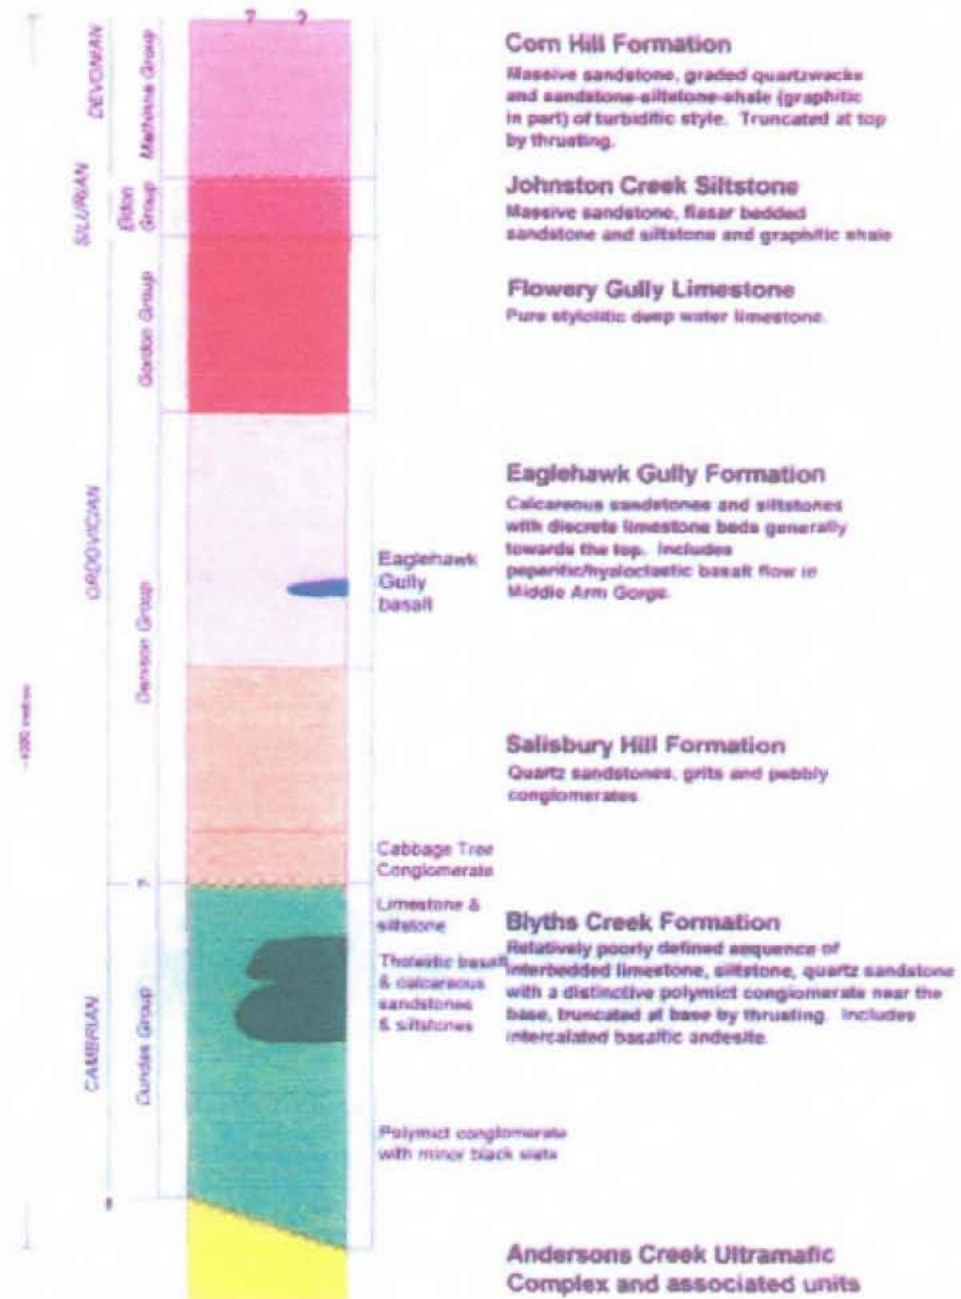 ? ?
DEVONIAN
Mathinna Group
Corn Hill Formation
Massive sandstone, graded quartzwacke
and sandstone-siltstone-shale (graphitic
in part) of turbiditic style. Truncated at top
by thrusting.
SILURIAN
Eldon
Group
Johnston Creek Siltstone
Massive sandstone, flasar bedded
sandstone and siltstone and graphitic shale
Gordon Group
Flowery Gully Limestone
Pure stylolitic deep water limestone.
ORDOVICIAN
Denison Group
Eaglehawk Gully Formation
Calcareous sandstones and siltstones
with discrete limestone beds generally
towards the top. Includes
peperitic/hyaloclastic basalt flow in
Middle Arm Gorge.
Eaglehawk
Gully
basalt
metres
Salisbury Hill Formation
Quartz sandstones, grits and pebbly
conglomerates
Cabbage Tree
Conglomerate
?
CAMBRIAN
Dundas Group
Limestone &
siltstone
Tholeiitic basalt
& calcareous
sandstones
& siltstones
Blyths Creek Formation
Relatively poorly defined sequence of
interbedded limestone, siltstone, quartz sandstone
with a distinctive polymict conglomerate near the
base, truncated at base by thrusting. Includes
intercalated basaltic andesite.
Polymict conglomerate
with minor black slate
Andersons Creek Ultramafic
Complex and associated units